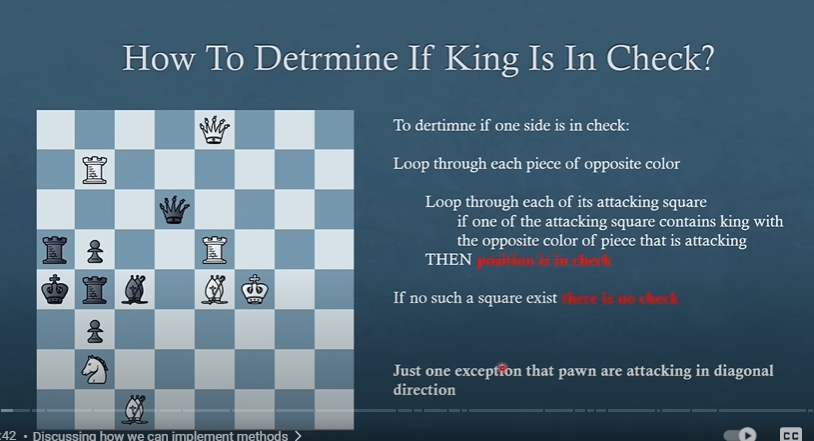 How To Detrmine If King Is In Check?
To dertimne if one side is in check:
Loop through each piece of opposite color
Loop through each of its attacking square
if one of the attacking square contains king with
the opposite color of piece that is attacking
THEN position is in check
If no such a square exist there is no check
Just one exception that pawn are attacking in diagonal
direction
:42 • Discussing how we can implement methods >
CC